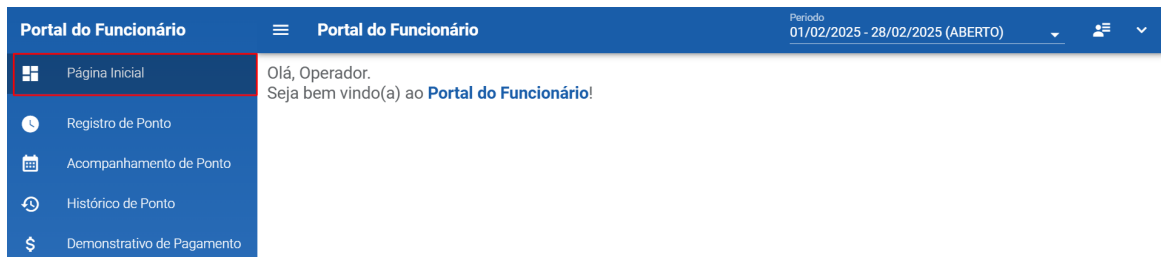 Portal do Funcionário
Portal do Funcionário
Periodo
01/02/2025 - 28/02/2025 (ABERTO)
Página Inicial
Registro de Ponto
Acompanhamento de Ponto
Histórico de Ponto
Demonstrativo de Pagamento
Olá, Operador.
Seja bem vindo(a) ao Portal do Funcionário!